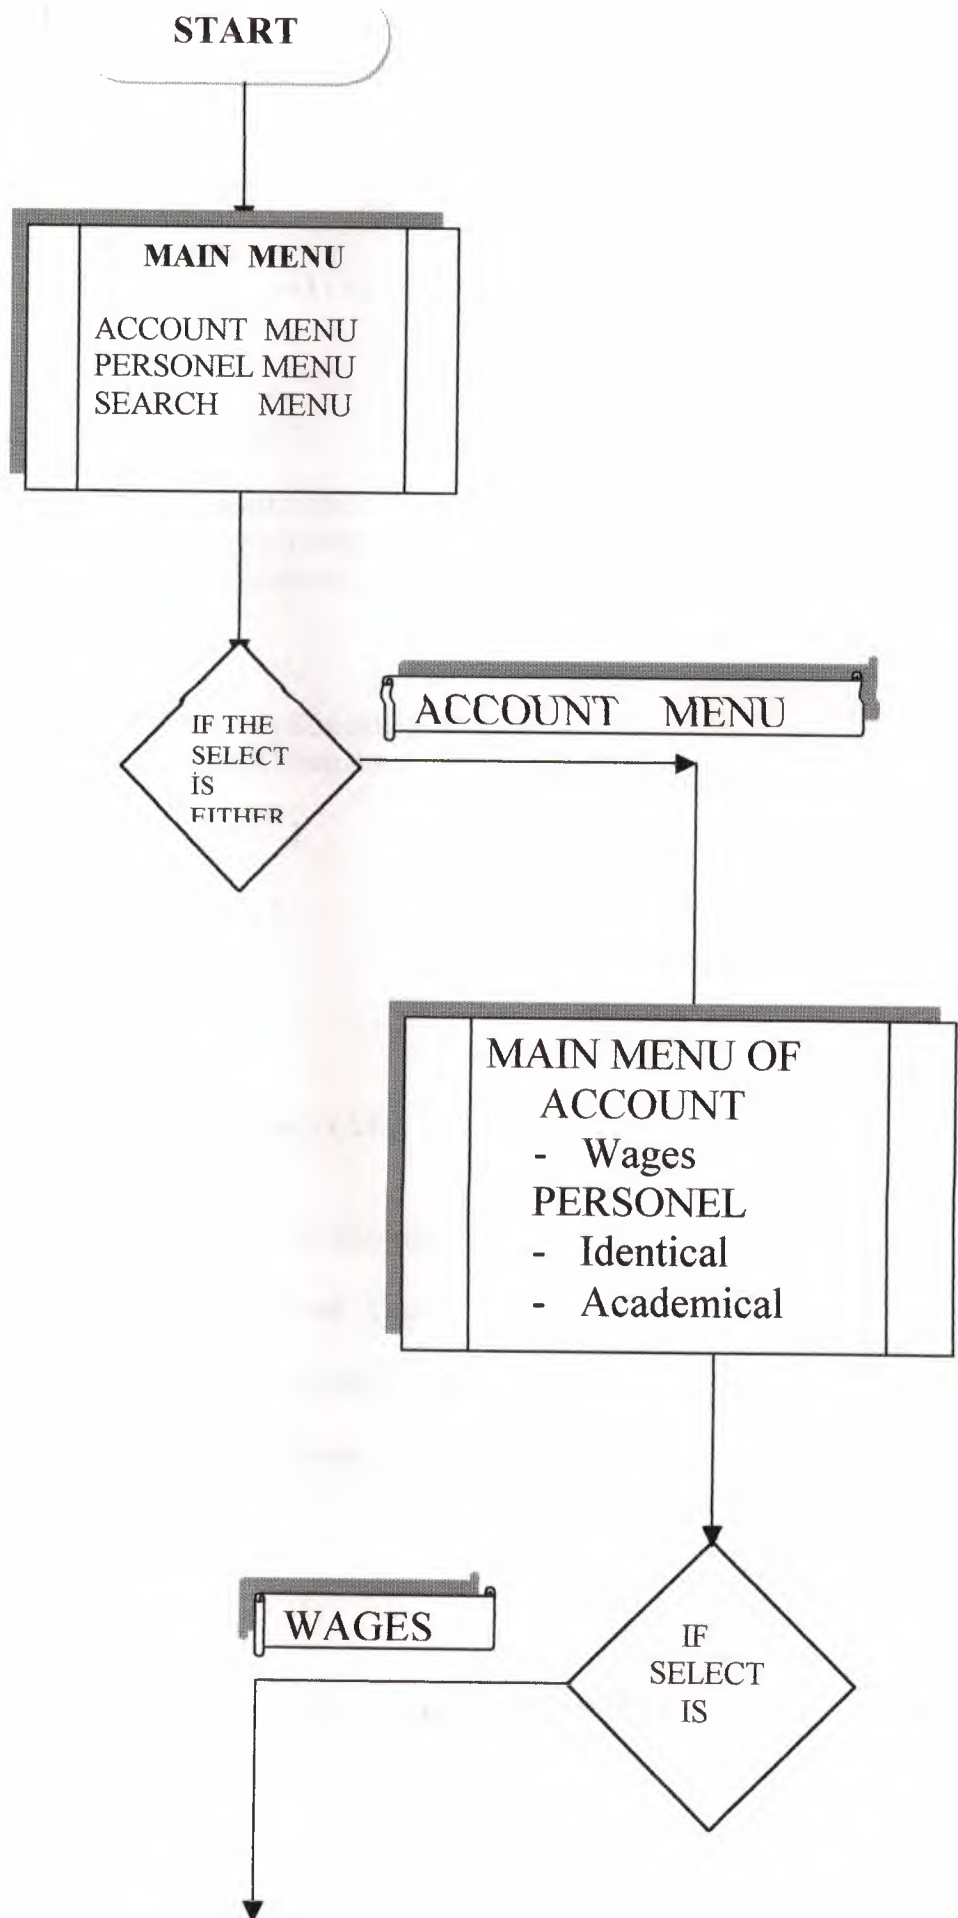 START
MAIN MENU
ACCOUNT MENU
PERSONEL MENU
SEARCH MENU
IF THE
SELECT
İS
EITHER
ACCOUNT MENU
MAIN MENU OF
ACCOUNT
- Wages
PERSONEL
- Identical
- Academical
WAGES
IF
SELECT
IS